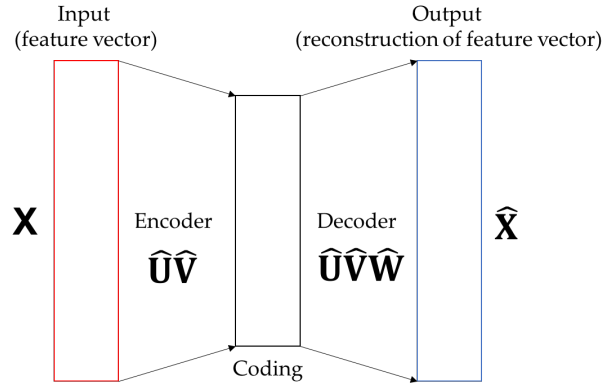 Input
(feature vector)
Output
(reconstruction of feature vector)
X
Encoder
ÛV̂
Decoder
ÛV̂Ŵ
X̂
Coding